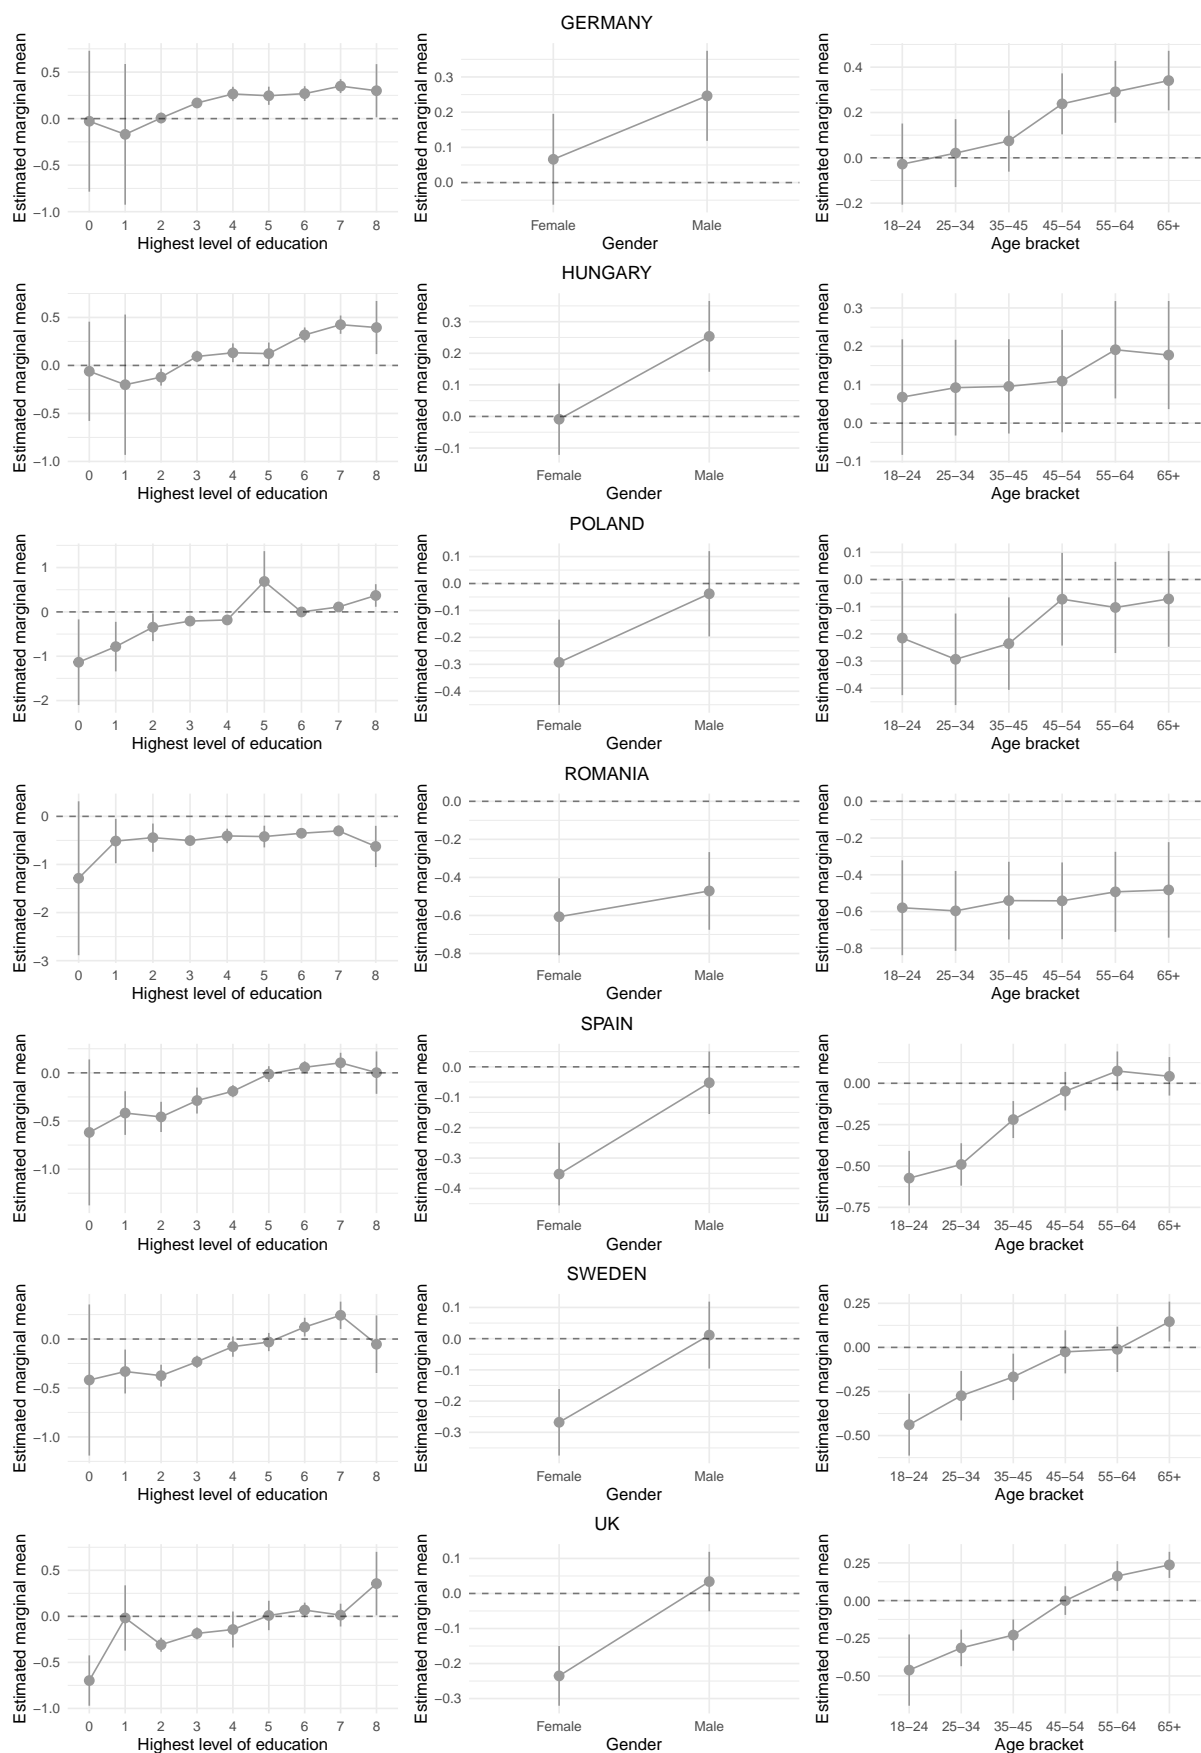 GERMANY
Estimated marginal mean
0.5
0.0
−1.0
0 1 2 3 4 5 6 7 8
Highest level of education
Estimated marginal mean
0.3
0.2
0.1
0.0
Female Male
Gender
Estimated marginal mean
0.4
0.2
0.0
−0.2
18−24 25−34 35−45 45−54 55−64 65+
Age bracket
HUNGARY
Estimated marginal mean
0.5
0.0
−0.5
−1.0
0 1 2 3 4 5 6 7 8
Highest level of education
Estimated marginal mean
0.3
0.2
0.1
0.0
−0.1
Female Male
Gender
Estimated marginal mean
0.3
0.2
0.1
0.0
−0.1
18−24 25−34 35−45 45−54 55−64 65+
Age bracket
POLAND
Estimated marginal mean
1
0
−1
−2
0 1 2 3 4 5 6 7 8
Highest level of education
Estimated marginal mean
0.1
0.0
−0.1
−0.2
−0.3
−0.4
Female Male
Gender
Estimated marginal mean
0.1
0.0
−0.1
−0.2
−0.3
−0.4
18−24 25−34 35−45 45−54 55−64 65+
Age bracket
ROMANIA
Estimated marginal mean
0
−1
−2
−3
0 1 2 3 4 5 6 7 8
Highest level of education
Estimated marginal mean
0.0
−0.2
−0.4
−0.6
−0.8
Female Male
Gender
Estimated marginal mean
0.0
−0.2
−0.4
−0.6
−0.8
18−24 25−34 35−45 45−54 55−64 65+
Age bracket
SPAIN
Estimated marginal mean
0.0
−0.5
−1.0
0 1 2 3 4 5 6 7 8
Highest level of education
Estimated marginal mean
0.0
−0.1
−0.2
−0.3
−0.4
Female Male
Gender
Estimated marginal mean
0.00
−0.25
−0.50
−0.75
18−24 25−34 35−45 45−54 55−64 65+
Age bracket
SWEDEN
Estimated marginal mean
0.0
−0.5
−1.0
0 1 2 3 4 5 6 7 8
Highest level of education
Estimated marginal mean
0.1
0.0
−0.1
−0.2
−0.3
Female Male
Gender
Estimated marginal mean
0.25
0.00
−0.25
−0.50
18−24 25−34 35−45 45−54 55−64 65+
Age bracket
UK
Estimated marginal mean
0.5
0.0
−0.5
−1.0
0 1 2 3 4 5 6 7 8
Highest level of education
Estimated marginal mean
0.1
0.0
−0.1
−0.2
−0.3
Female Male
Gender
Estimated marginal mean
0.25
0.00
−0.25
−0.50
18−24 25−34 35−45 45−54 55−64 65+
Age bracket